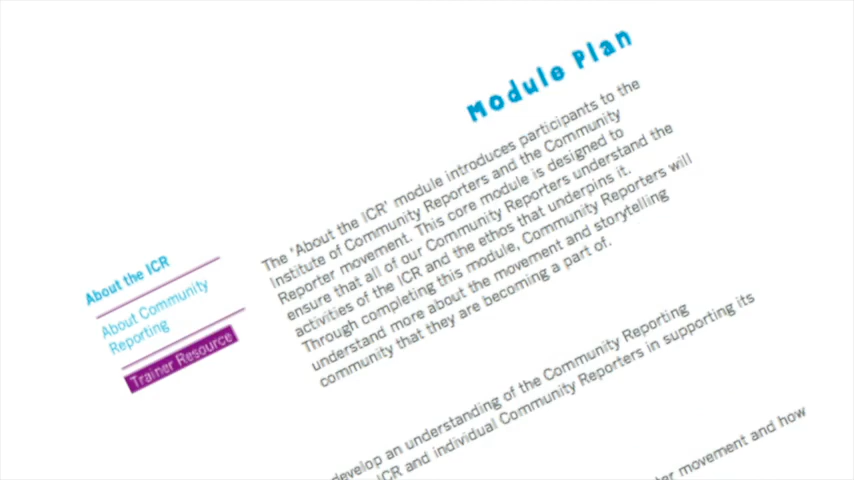 Module Plan
The 'About the ICR' module introduces participants to the
Institute of Community Reporters and the Community
Reporter movement. This core module is designed to
ensure that all of our Community Reporters understand the
activities of the ICR and the ethos that underpins it.
Through completing this module, Community Reporters will
understand more about the movement and storytelling
community that they are becoming a part of.
About the ICR
About Community
Reporting
Trainer Resource
develop an understanding of the Community Reporting
ICR and individual Community Reporters in supporting its
movement and how